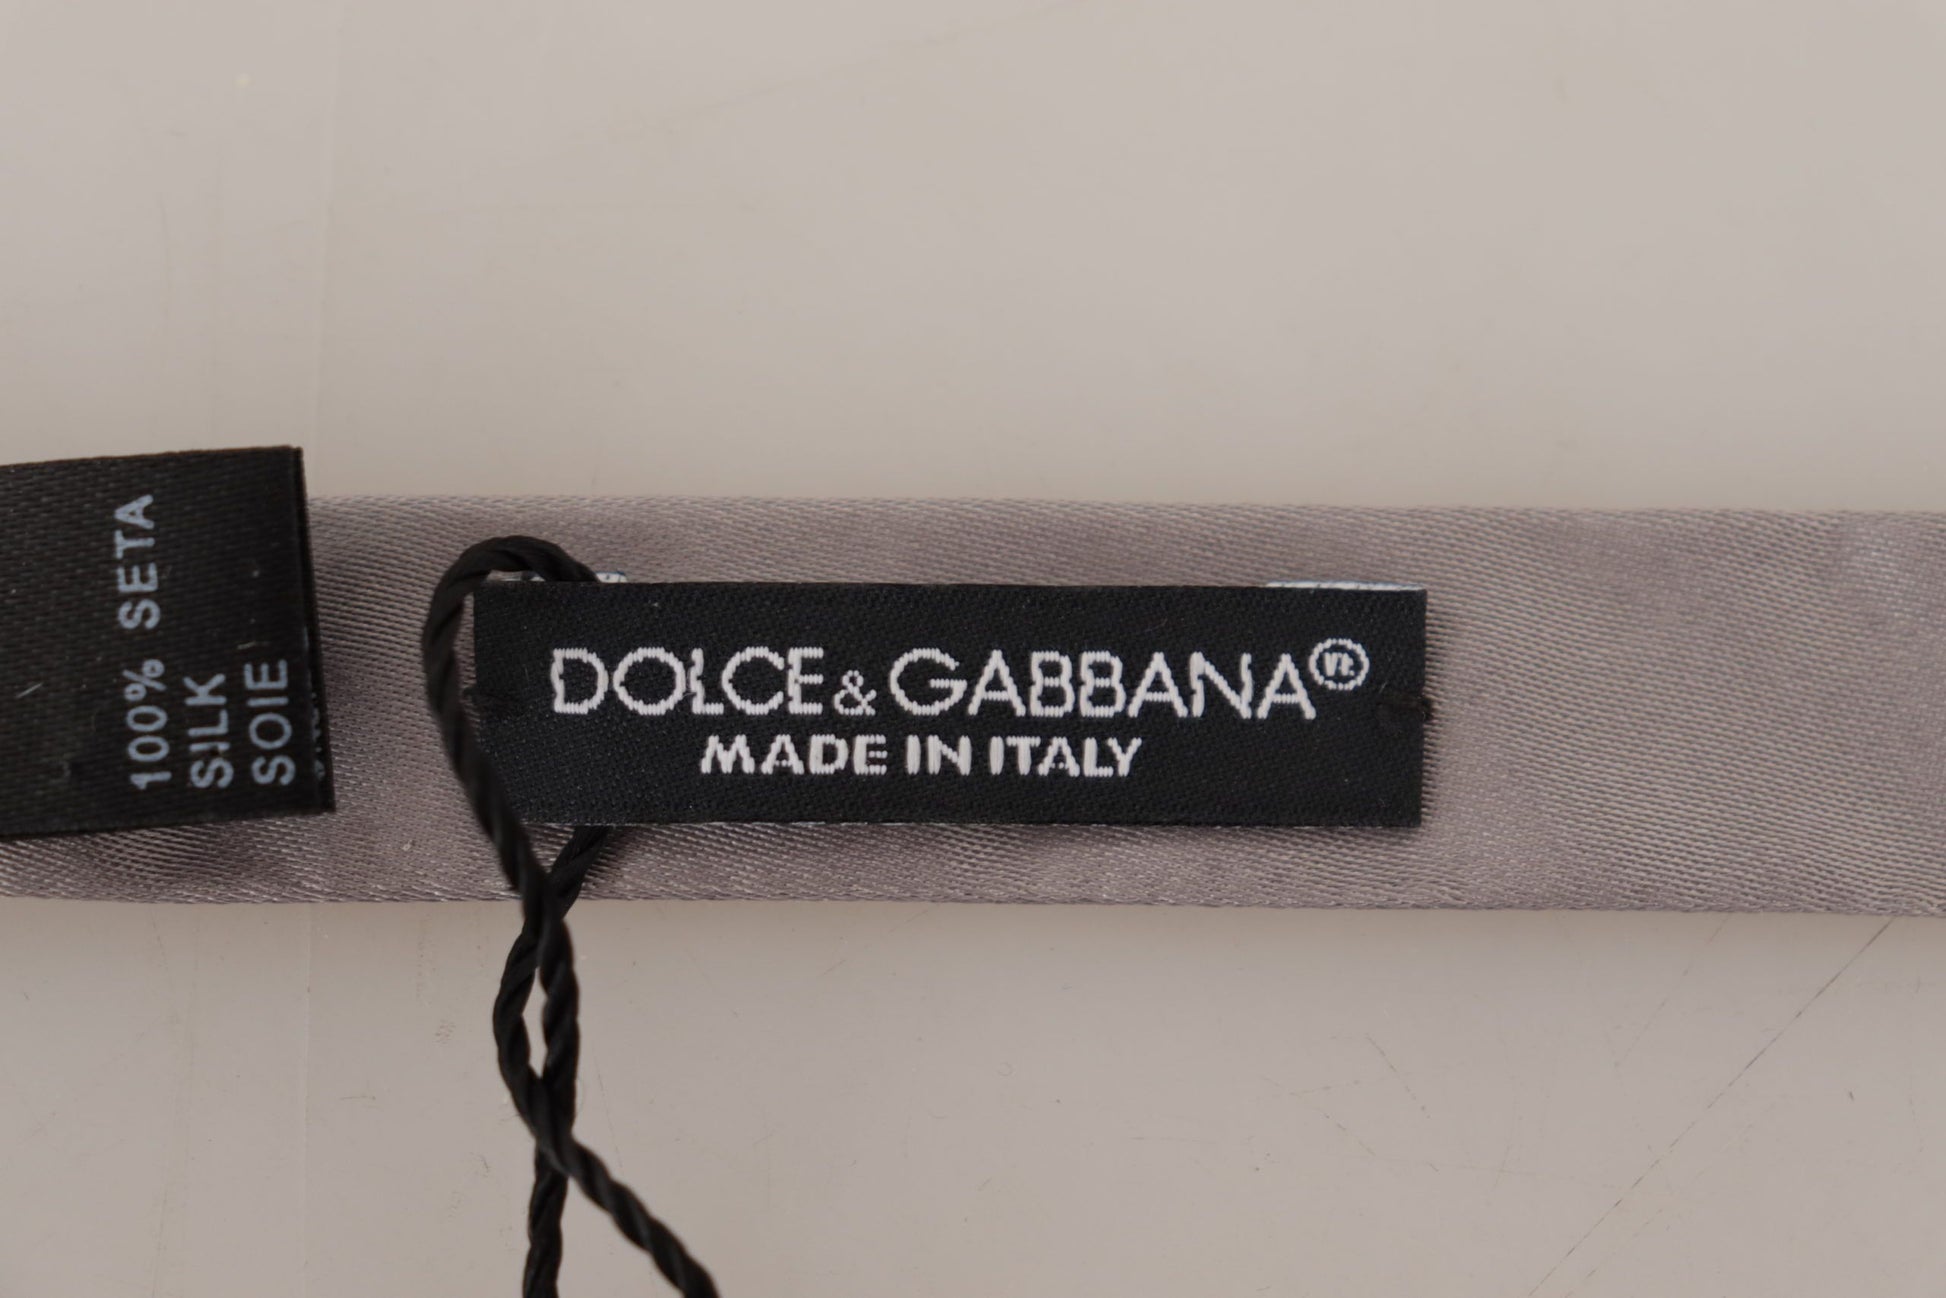 100% SETA
SILK
SOIE
DOLCE & GABBANA
MADE IN ITALY